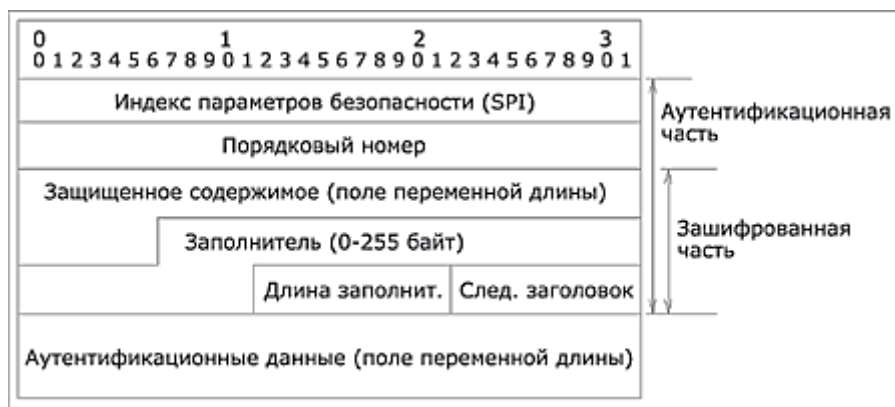 0 1 2 3
0 1 2 3 4 5 6 7 8 9 0 1 2 3 4 5 6 7 8 9 0 1 2 3 4 5 6 7 8 9 0 1
Индекс параметров безопасности (SPI)
Порядковый номер
Защищенное содержимое (поле переменной длины)
Заполнитель (0-255 байт)
Длина заполнит. След. заголовок
Аутентификационные данные (поле переменной длины)
Аутентификационная
часть
Зашифрованная
часть